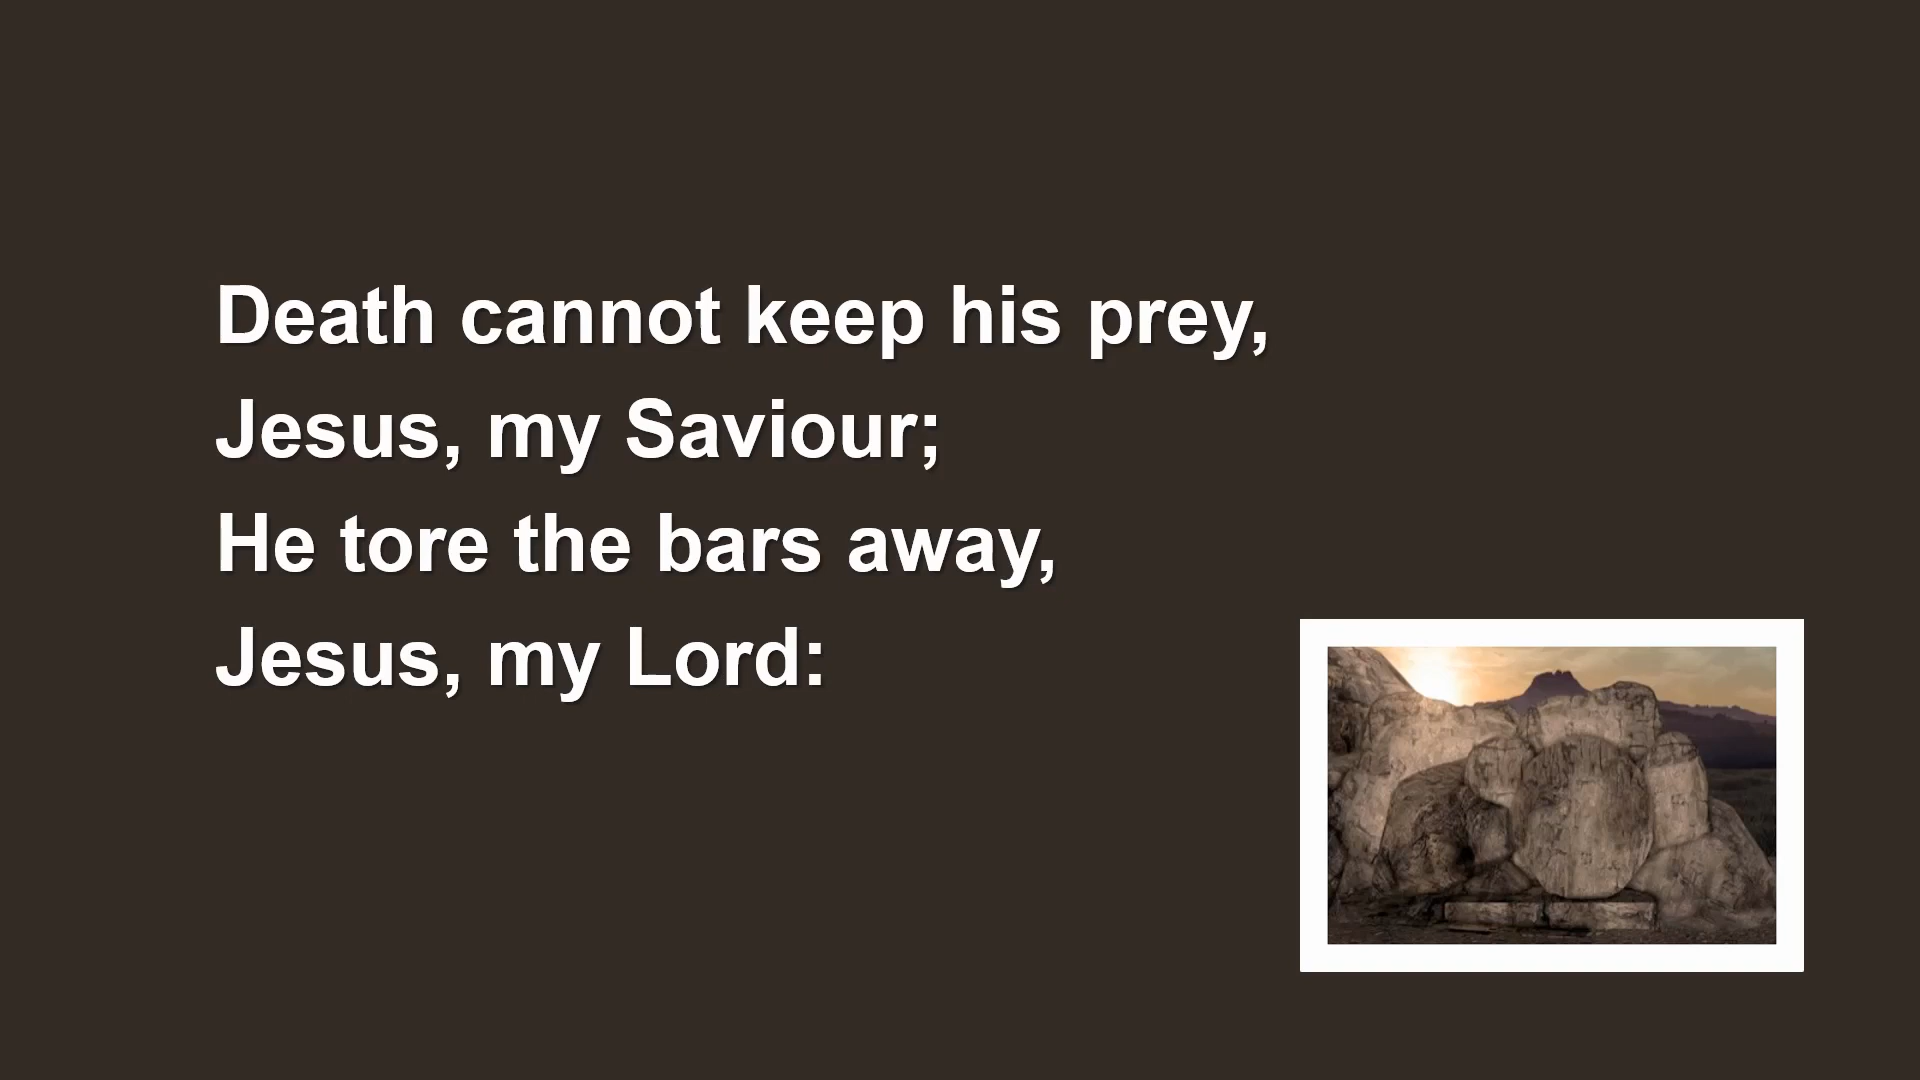 Death cannot keep his prey,
Jesus, my Saviour;
He tore the bars away,
Jesus, my Lord: